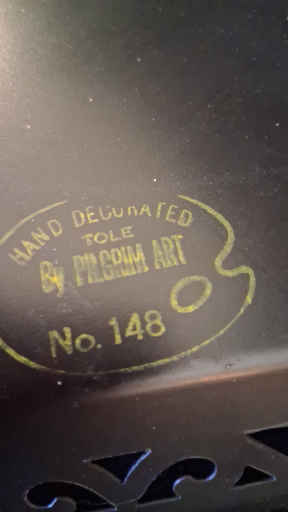 HAND DECORATED
TOLE
By PILGRIM ART
No. 148